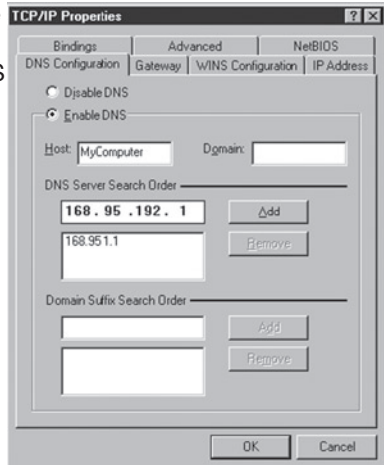 TCP/IP Properties
Bindings
Advanced
NetBIOS
DNS Configuration
Gateway
WINS Configuration
IP Address
S
Disable DNS
Enable DNS
Host:
MyComputer
Domain:
DNS Server Search Order
168.95.192. 1
Add
168.951.1
Remove
Domain Suffix Search Order
Add
Remove
OK
Cancel